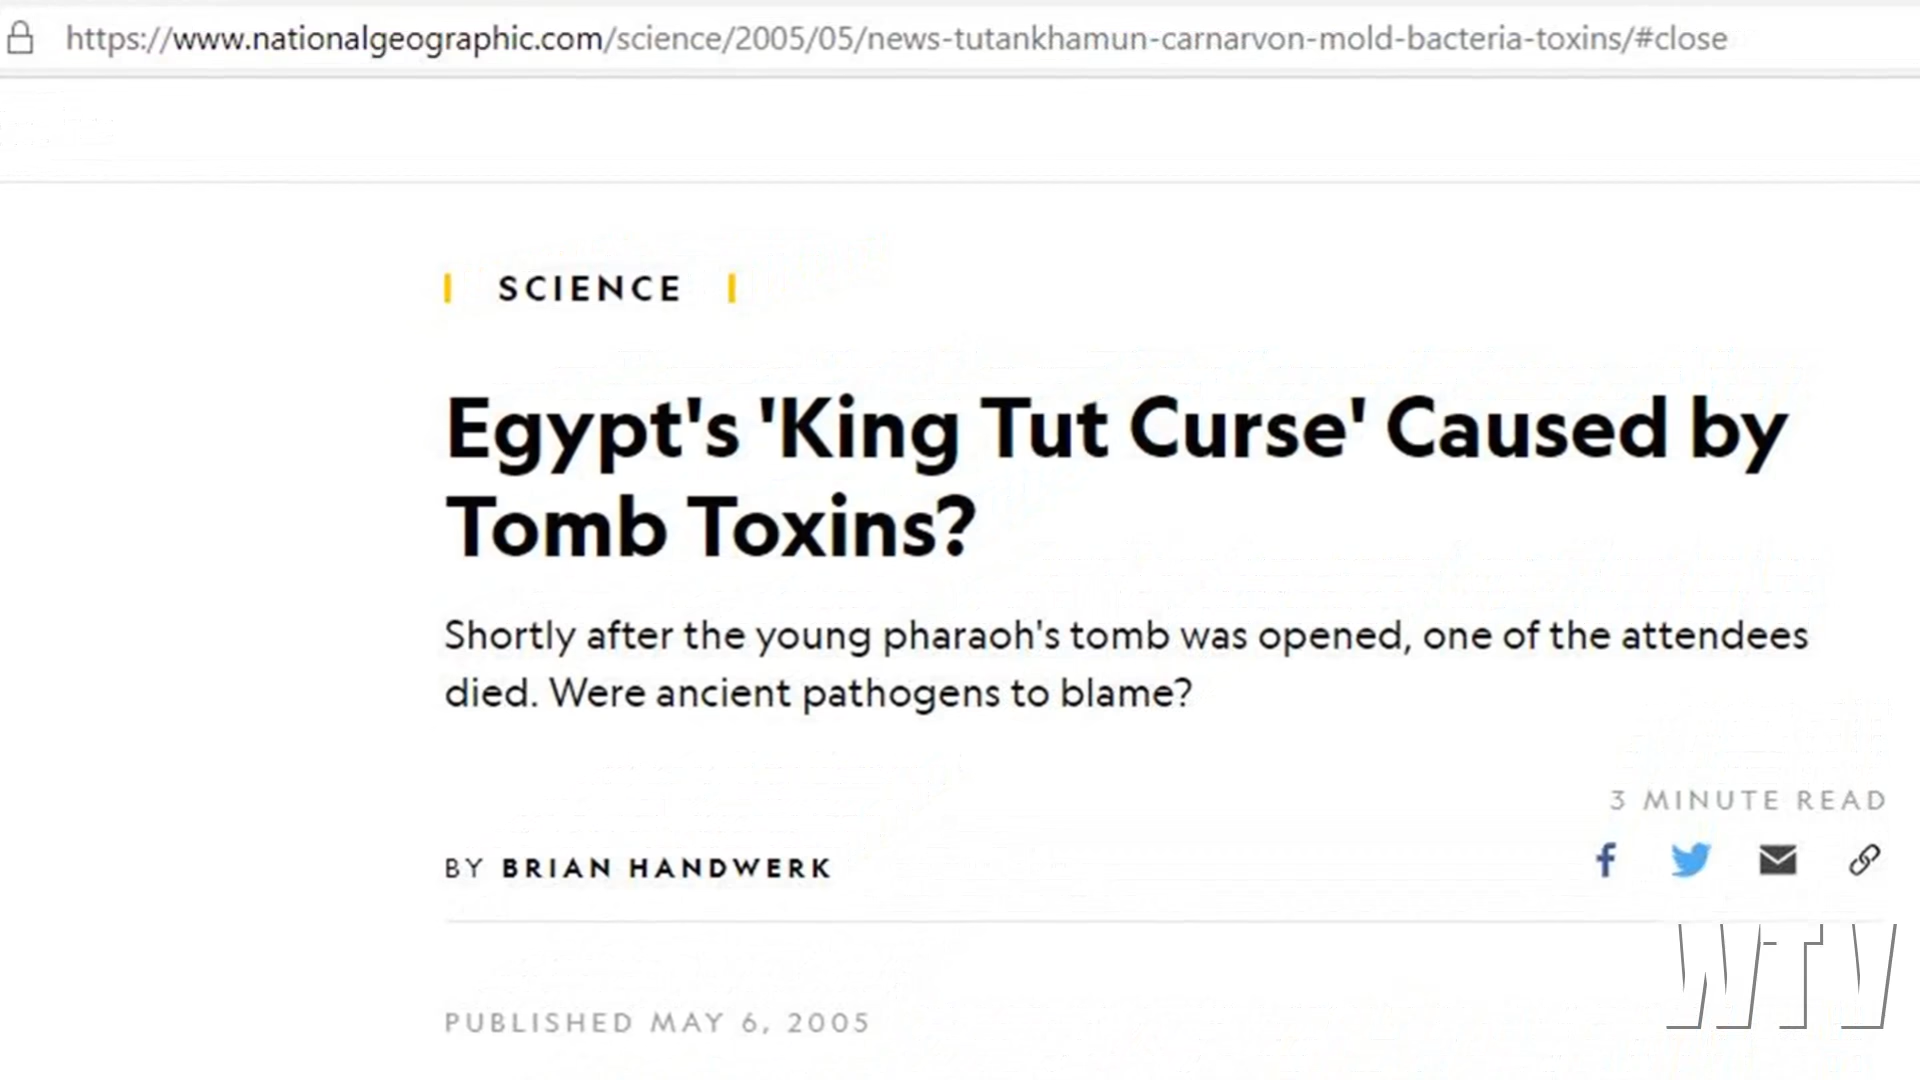 https://www.nationalgeographic.com/science/2005/05/news-tutankhamun-carnarvon-mold-bacteria-toxins/#close
SCIENCE
Egypt's 'King Tut Curse' Caused by
Tomb Toxins?
Shortly after the young pharaoh's tomb was opened, one of the attendees
died. Were ancient pathogens to blame?
3 MINUTE READ
BY BRIAN HANDWERK
WTV
PUBLISHED MAY 6, 2005